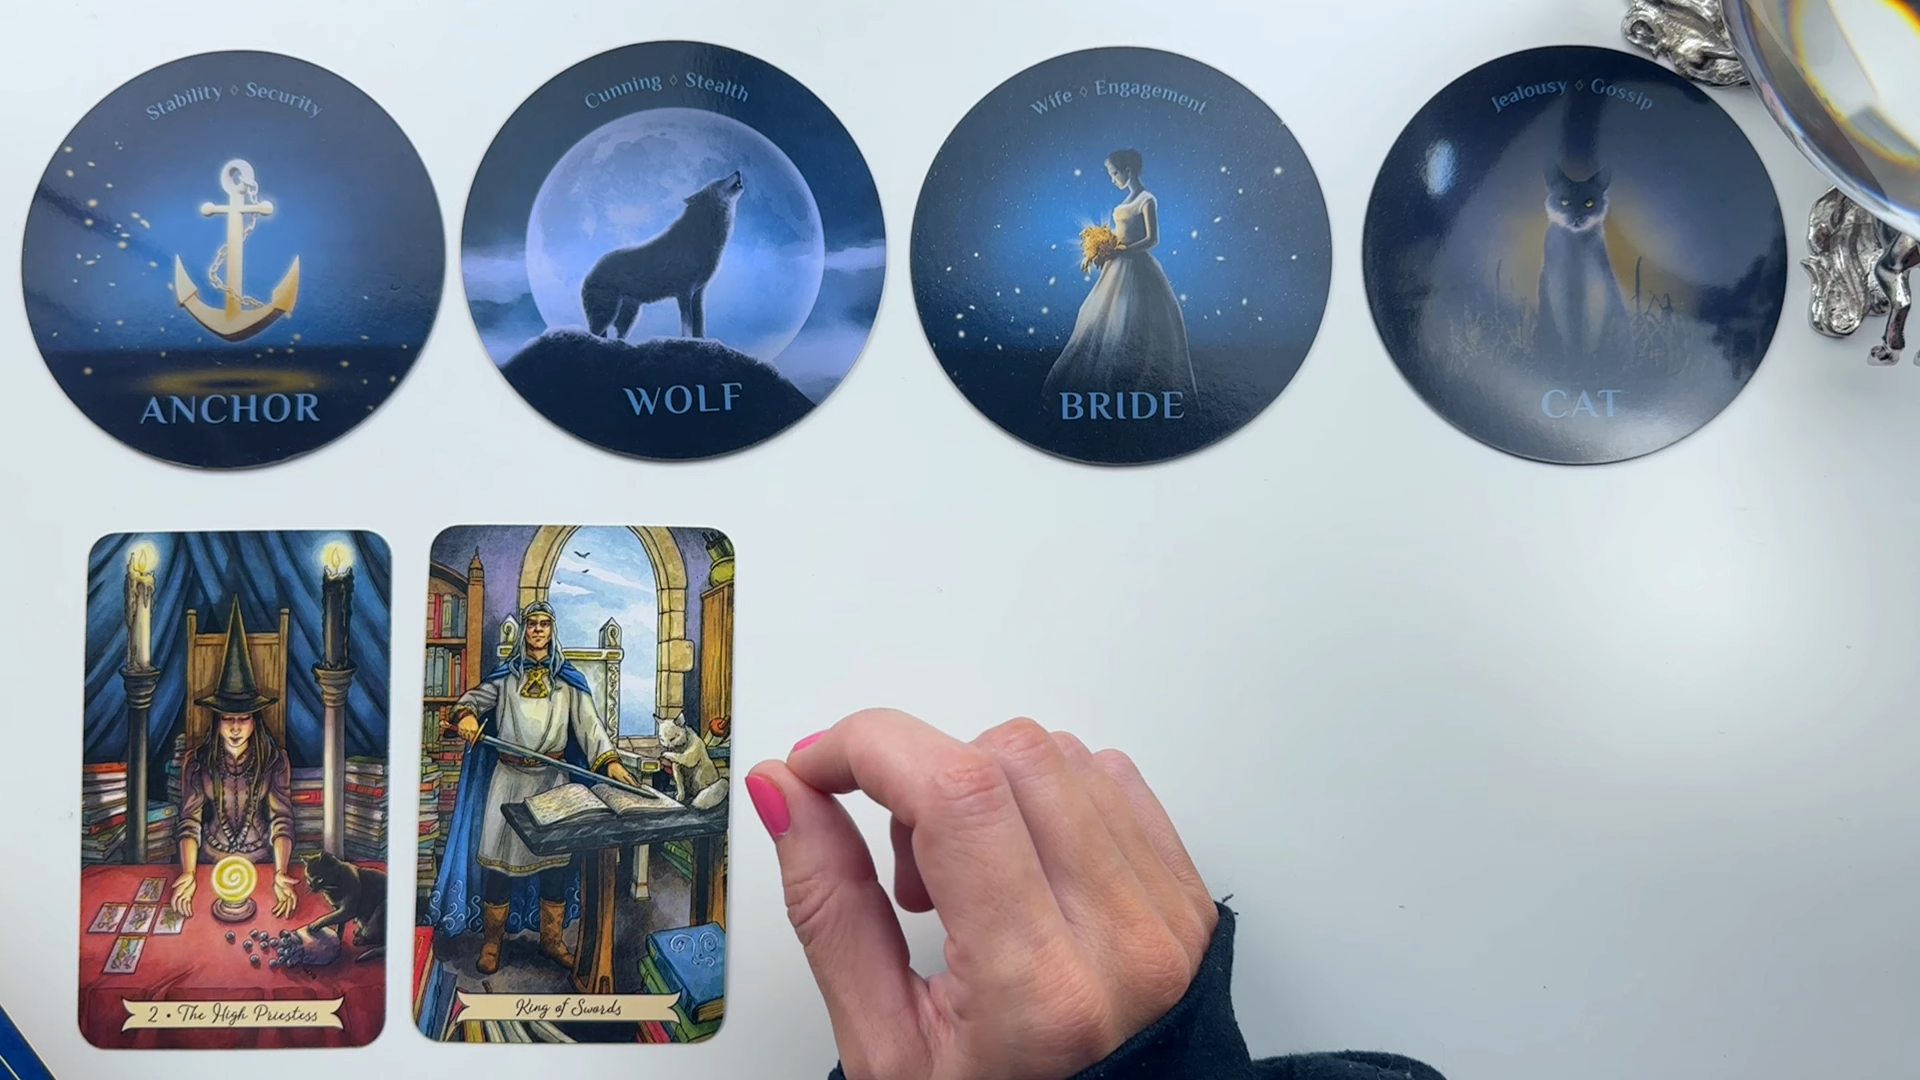 Stability ◊ Security
ANCHOR
Cunning ◊ Stealth
WOLF
Wife ◊ Engagement
BRIDE
Jealousy ◊ Gossip
CAT
2 • The High Priestess
King of Swords